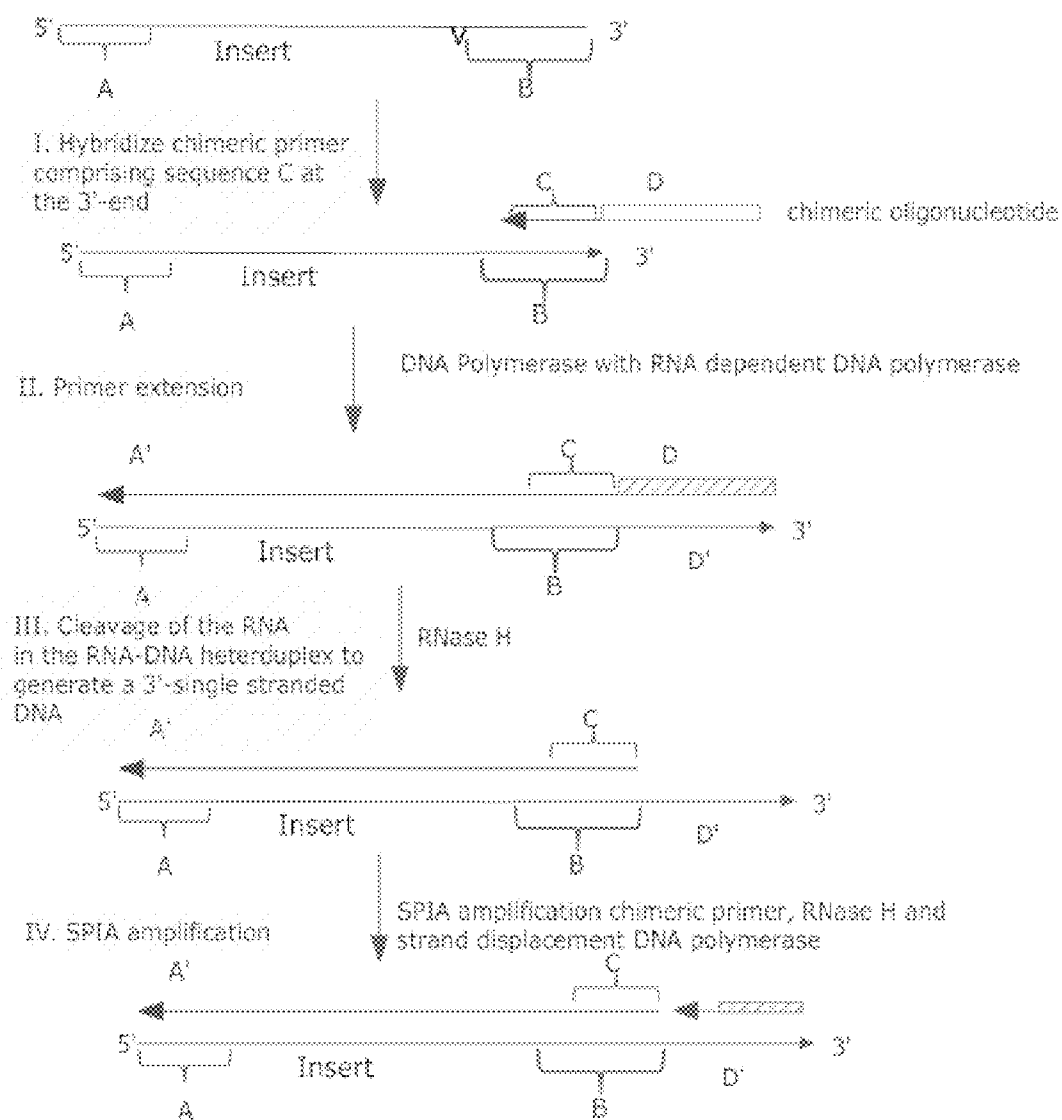 5' 3'
Insert V
A B
I. Hybridize chimeric primer
comprising sequence C at
the 3'-end
C D
chimeric oligonucleotide
5' 3'
Insert
A B
DNA Polymerase with RNA dependent DNA polymerase
II. Primer extension
A' C D
5' 3'
Insert D'
A B
III. Cleavage of the RNA
in the RNA-DNA heterduplex to
generate a 3'-single stranded
DNA
RNase H
A' C
5' 3'
Insert D'
A B
SPIA amplification chimeric primer, RNase H and
strand displacement DNA polymerase
IV. SPIA amplification
A' C
5' 3'
Insert D'
A B